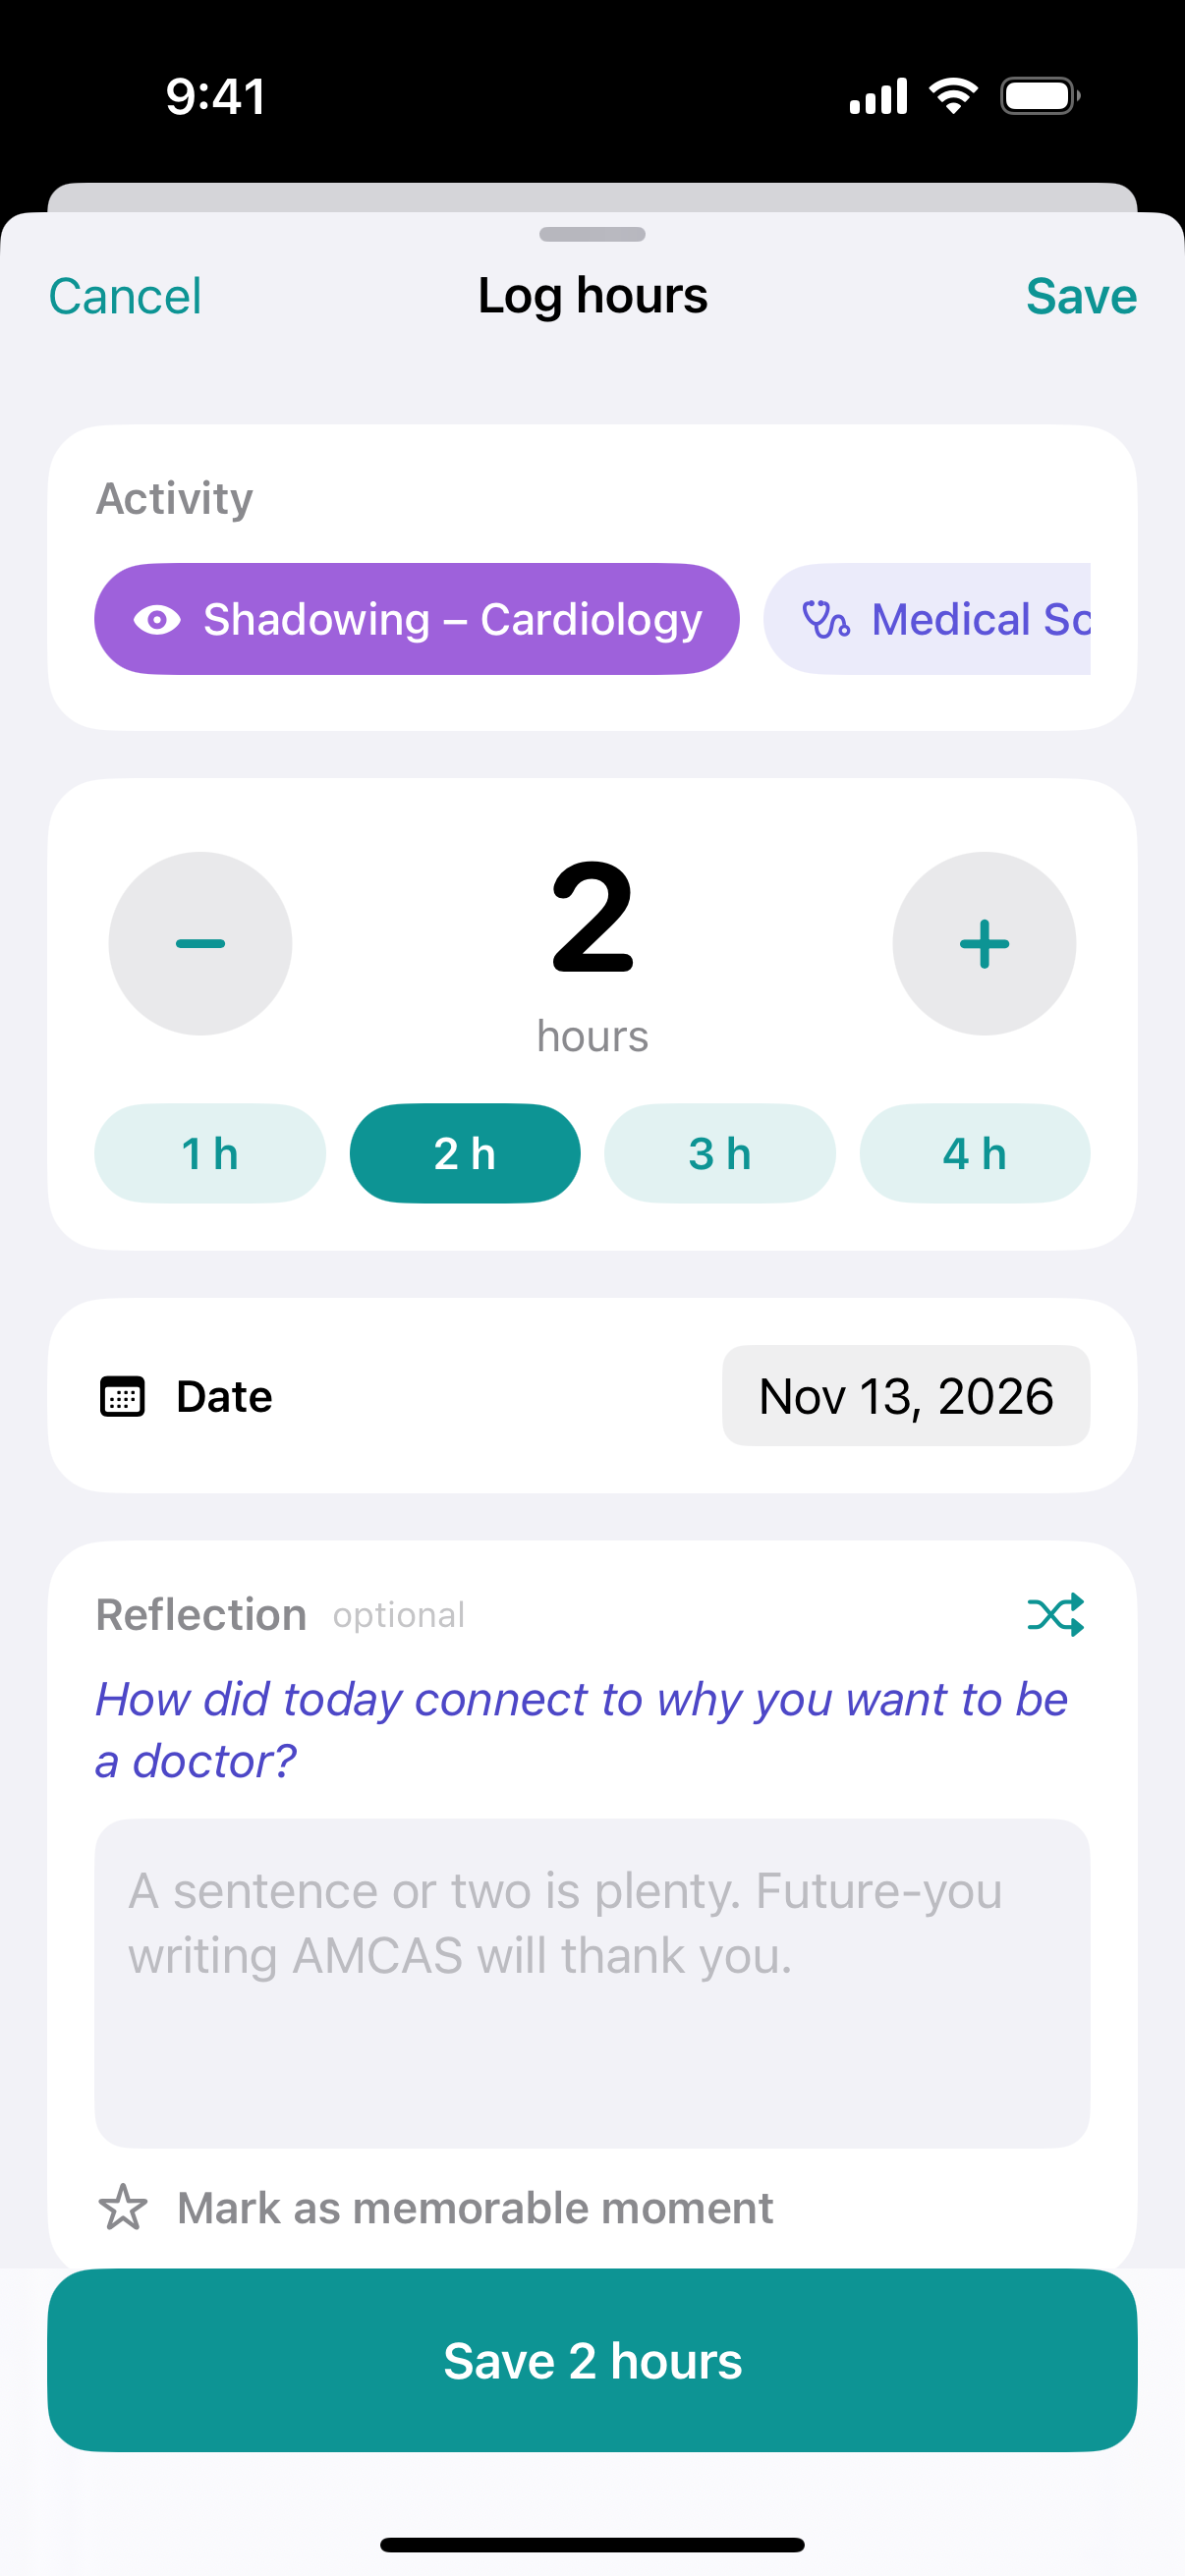 9:41
Cancel
Log hours
Save
Activity
Shadowing – Cardiology
Medical Sc
2
hours
1 h
2 h
3 h
4 h
Date
Nov 13, 2026
Reflection optional
How did today connect to why you want to be
a doctor?
A sentence or two is plenty. Future-you
writing AMCAS will thank you.
Mark as memorable moment
Save 2 hours